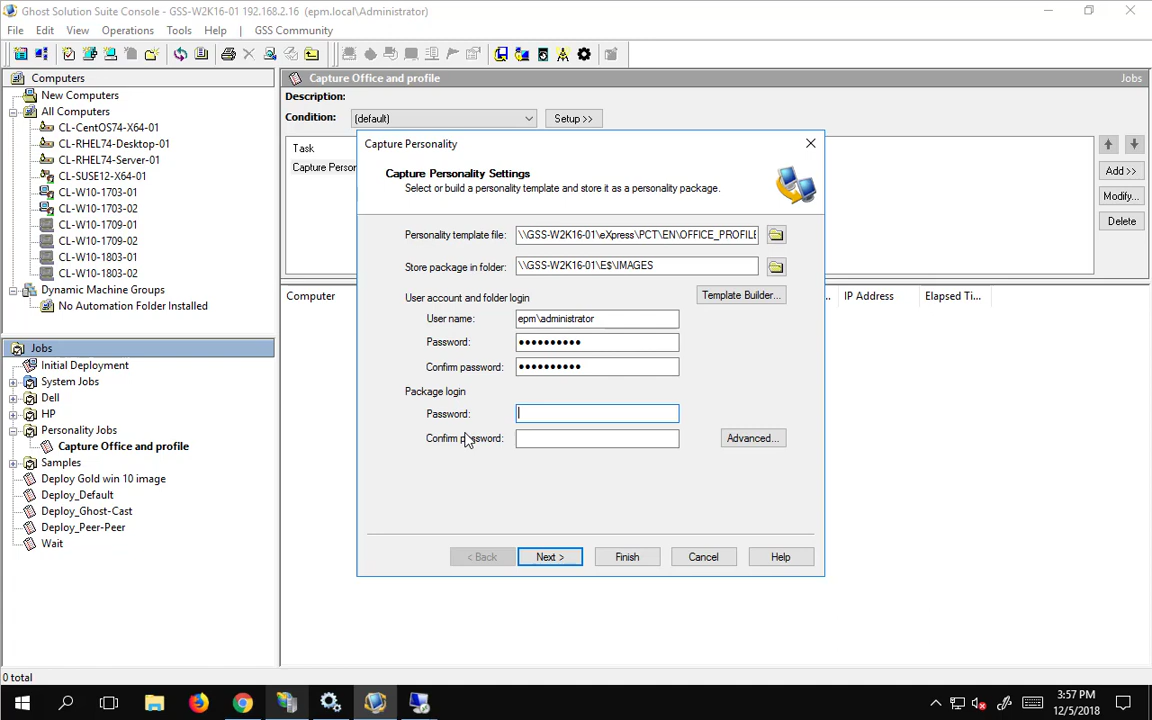 Ghost Solution Suite Console - GSS-W2K16-01 192.168.2.16 (epm.local\Administrator)
File Edit View Operations Tools Help GSS Community
Computers
New Computers
All Computers
CL-CentOS74-X64-01
CL-RHEL74-Desktop-01
CL-RHEL74-Server-01
CL-SUSE12-X64-01
CL-W10-1703-01
CL-W10-1703-02
CL-W10-1709-01
CL-W10-1709-02
CL-W10-1803-01
CL-W10-1803-02
Dynamic Machine Groups
No Automation Folder Installed
Jobs
Initial Deployment
System Jobs
Dell
HP
Personality Jobs
Capture Office and profile
Samples
Deploy Gold win 10 image
Deploy_Default
Deploy_Ghost-Cast
Deploy_Peer-Peer
Wait
0 total
Capture Office and profile Jobs
Description:
Condition: (default) Setup >>
Task
Capture Person
Add >>
Modify...
Delete
Computer .. IP Address Elapsed Ti...
Capture Personality
Capture Personality Settings
Select or build a personality template and store it as a personality package.
Personality template file: \\GSS-W2K16-01\eXpress\PCT\EN\OFFICE_PROFILE
Store package in folder: \\GSS-W2K16-01\E$\IMAGES
User account and folder login Template Builder...
User name: epm\administrator
Password: ●●●●●●●●●●
Confirm password: ●●●●●●●●●●
Package login
Password:
Confirm password: Advanced...
< Back Next > Finish Cancel Help
3:57 PM
12/5/2018